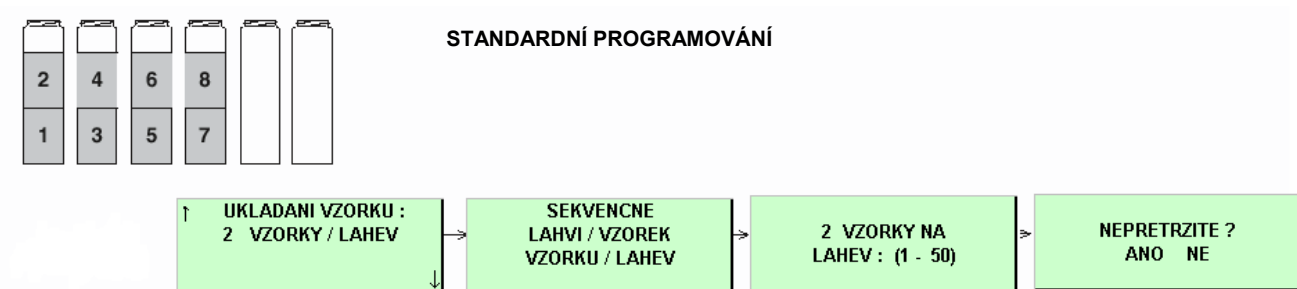 STANDARDNÍ PROGRAMOVÁNÍ
2 4 6 8
1 3 5 7
↑ UKLADANI VZORKU :
2 VZORKY / LAHEV
↓
SEKVENCNE
LAHVI / VZOREK
VZORKU / LAHEV
2 VZORKY NA
LAHEV : (1 - 50)
NEPRETRZITE ?
ANO NE